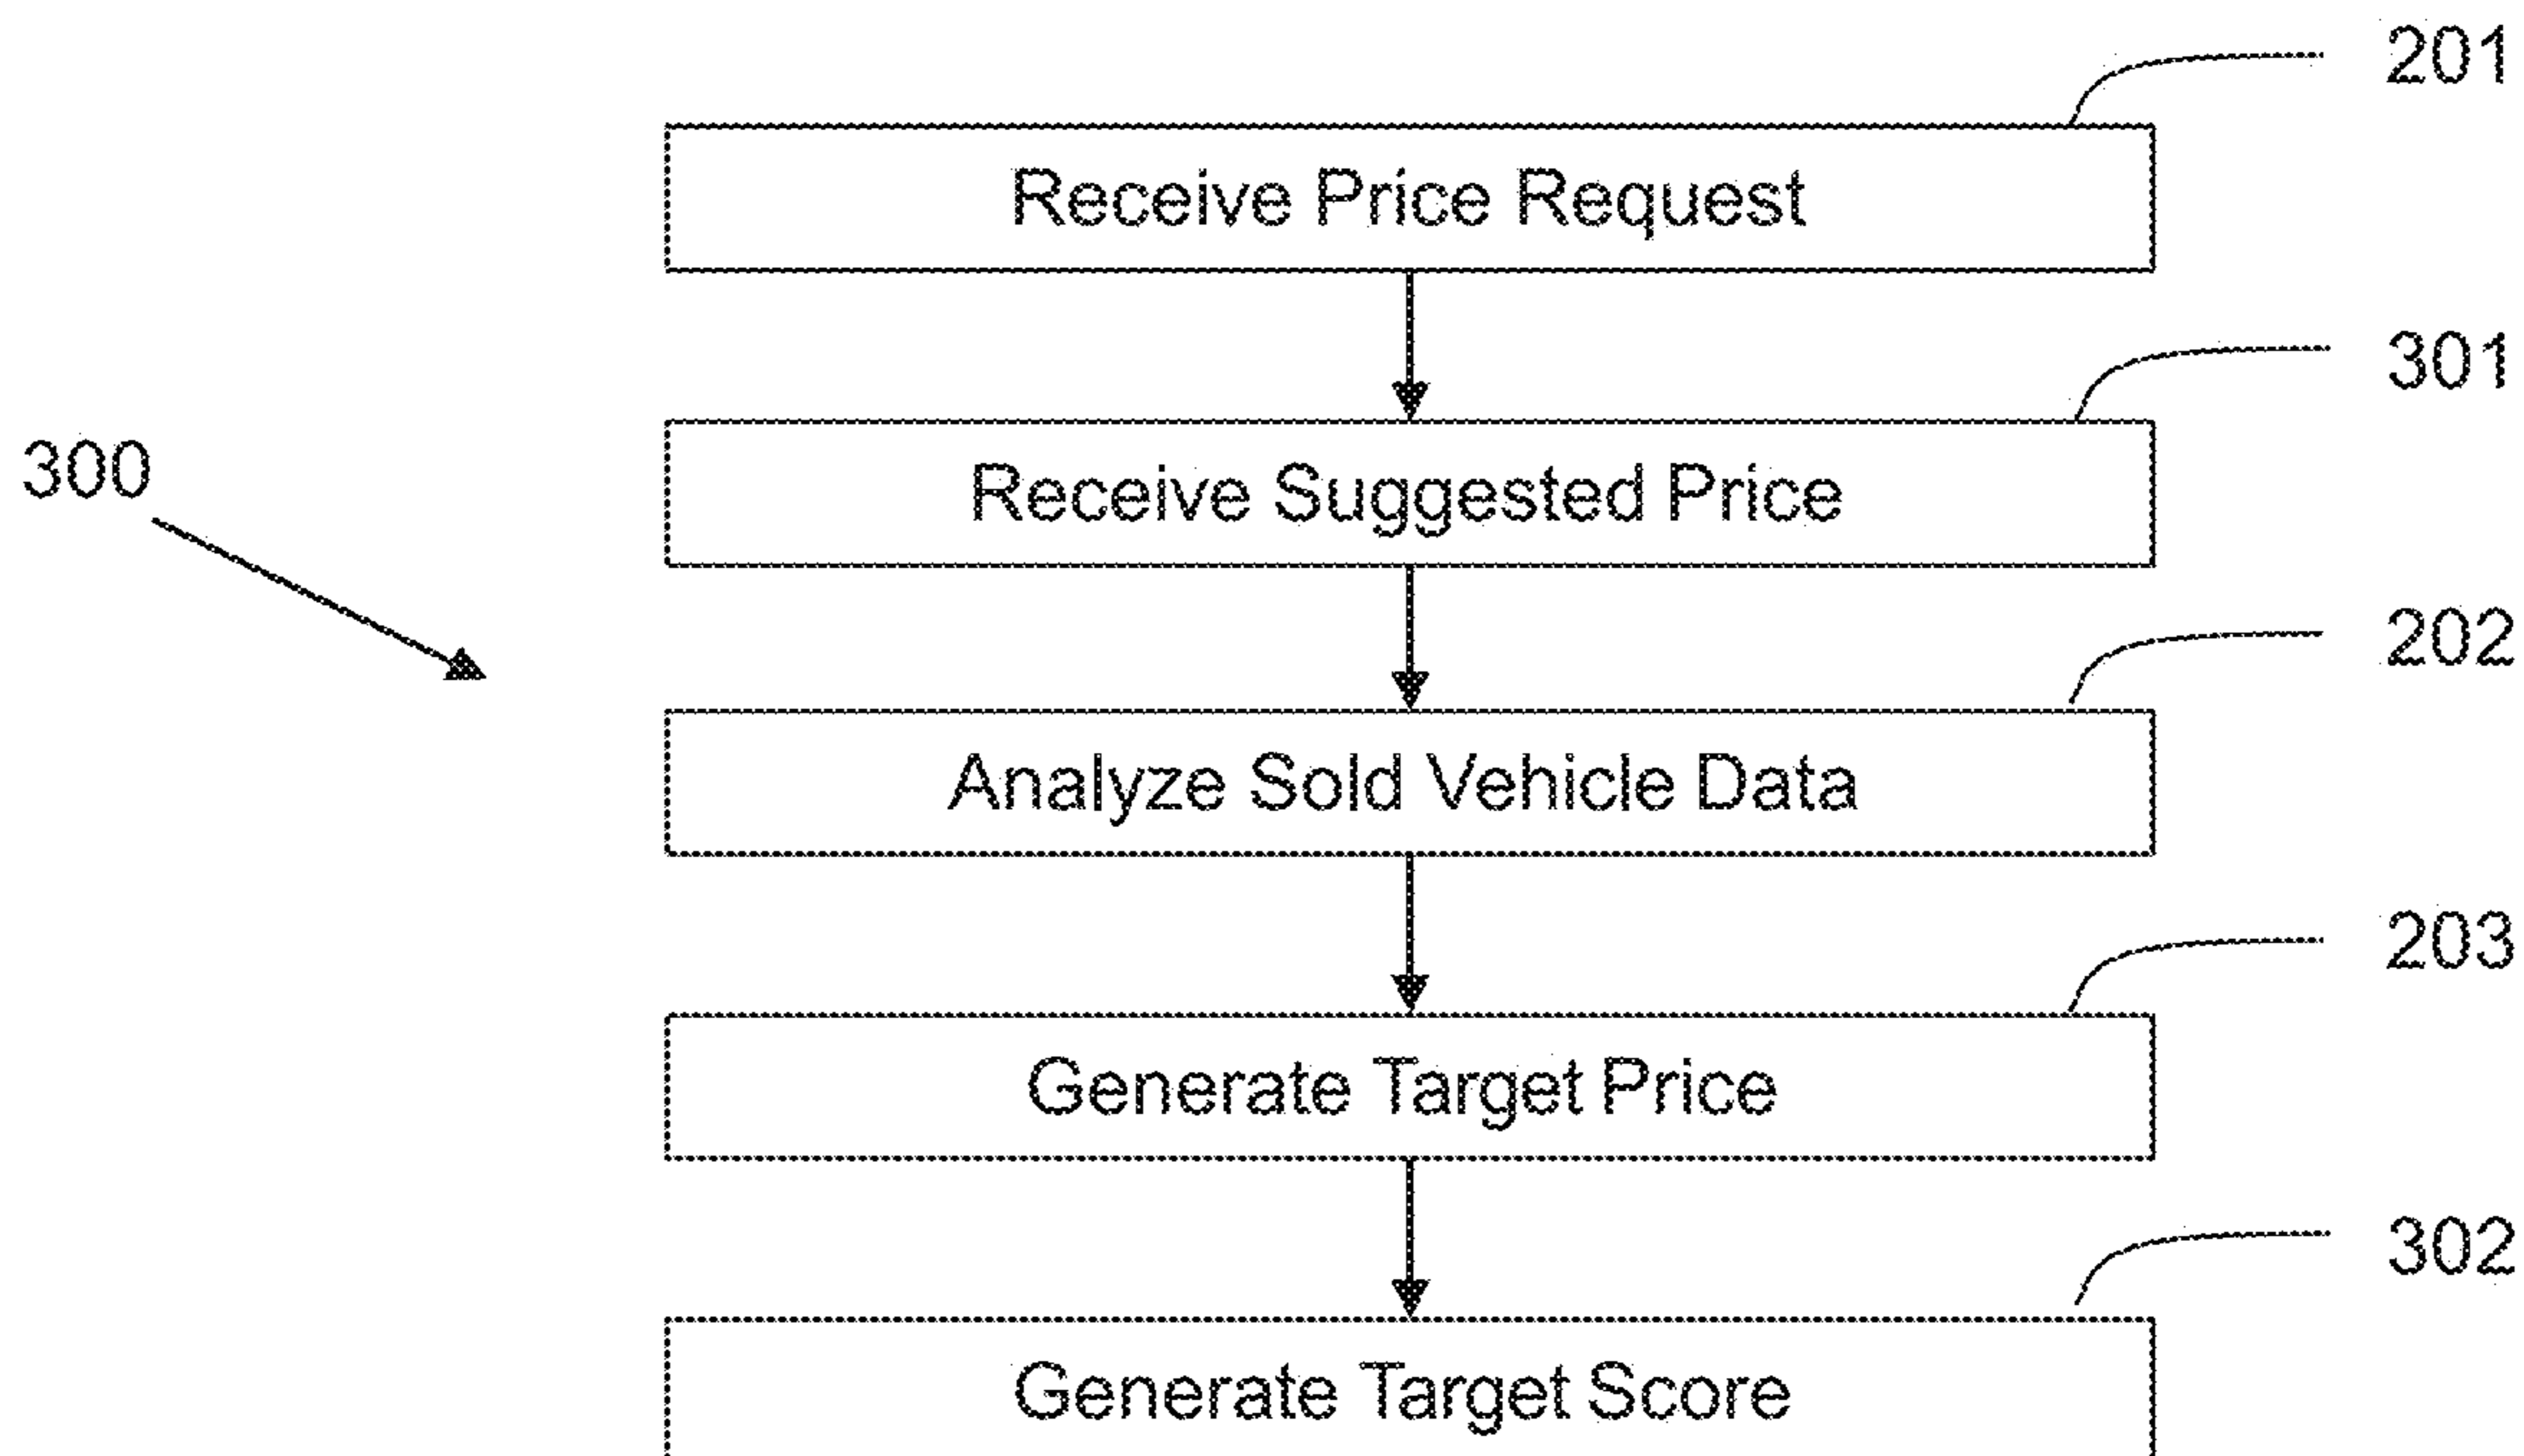 201
Receive Price Request
301
Receive Suggested Price
300
202
Analyze Sold Vehicle Data
203
Generate Target Price
302
Generate Target Score